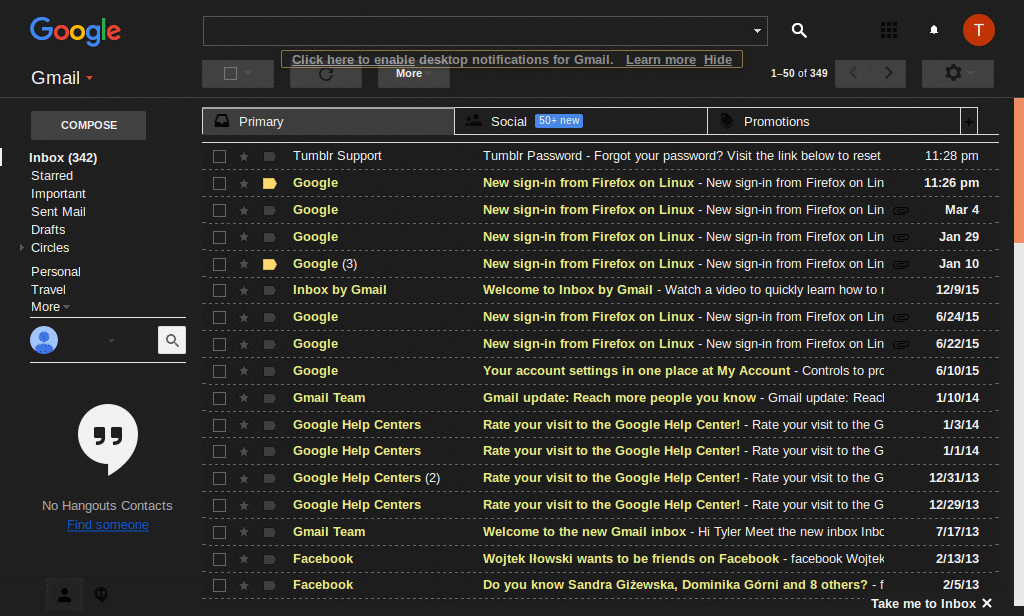 Google
T
Click here to enable desktop notifications for Gmail. Learn more Hide
Gmail
More
1–50 of 349
COMPOSE
Inbox (342)
Starred
Important
Sent Mail
Drafts
Circles
Personal
Travel
More
No Hangouts Contacts
Find someone
Primary
Social 50+ new
Promotions
+
Tumblr Support Tumblr Password - Forgot your password? Visit the link below to reset 11:28 pm
Google New sign-in from Firefox on Linux - New sign-in from Firefox on Lin 11:26 pm
Google New sign-in from Firefox on Linux - New sign-in from Firefox on Lin Mar 4
Google New sign-in from Firefox on Linux - New sign-in from Firefox on Lin Jan 29
Google (3) New sign-in from Firefox on Linux - New sign-in from Firefox on Lin Jan 10
Inbox by Gmail Welcome to Inbox by Gmail - Watch a video to quickly learn how to r 12/9/15
Google New sign-in from Firefox on Linux - New sign-in from Firefox on Lin 6/24/15
Google New sign-in from Firefox on Linux - New sign-in from Firefox on Lin 6/22/15
Google Your account settings in one place at My Account - Controls to pro 6/10/15
Gmail Team Gmail update: Reach more people you know - Gmail update: Reach 1/10/14
Google Help Centers Rate your visit to the Google Help Center! - Rate your visit to the G 1/3/14
Google Help Centers Rate your visit to the Google Help Center! - Rate your visit to the G 1/1/14
Google Help Centers (2) Rate your visit to the Google Help Center! - Rate your visit to the G 12/31/13
Google Help Centers Rate your visit to the Google Help Center! - Rate your visit to the G 12/29/13
Gmail Team Welcome to the new Gmail inbox - Hi Tyler Meet the new inbox Inbo 7/17/13
Facebook Wojtek Iłowski wants to be friends on Facebook - facebook Wojtek 2/13/13
Facebook Do you know Sandra Giżewska, Dominika Górni and 8 others? - f 2/5/13
Take me to Inbox ✕